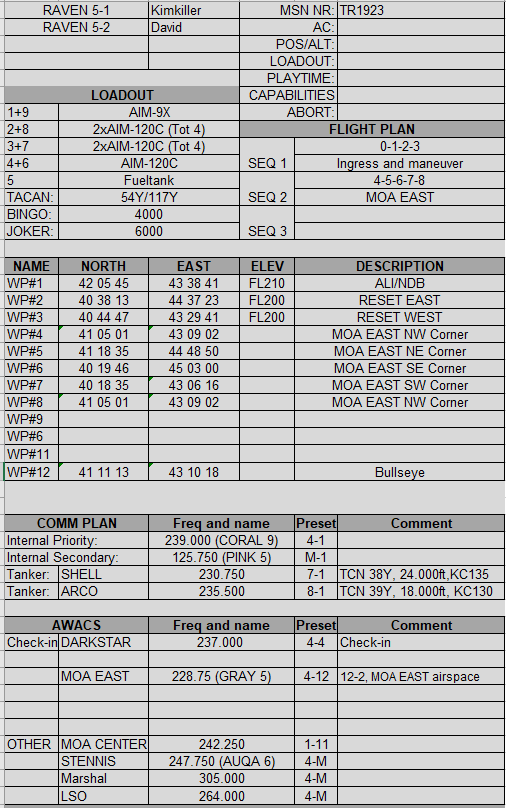 RAVEN 5-1 Kimkiller MSN NR: TR1923
RAVEN 5-2 David AC:
POS/ALT:
LOADOUT:
PLAYTIME:
LOADOUT CAPABILITIES
1+9 AIM-9X ABORT:
2+8 2xAIM-120C (Tot 4) FLIGHT PLAN
3+7 2xAIM-120C (Tot 4) 0-1-2-3
4+6 AIM-120C SEQ 1 Ingress and maneuver
5 Fueltank 4-5-6-7-8
TACAN: 54Y/117Y SEQ 2 MOA EAST
BINGO: 4000
JOKER: 6000 SEQ 3
NAME NORTH EAST ELEV DESCRIPTION
WP#1 42 05 45 43 38 41 FL210 ALI/NDB
WP#2 40 38 13 44 37 23 FL200 RESET EAST
WP#3 40 44 47 43 29 41 FL200 RESET WEST
WP#4 41 05 01 43 09 02 MOA EAST NW Corner
WP#5 41 18 35 44 48 50 MOA EAST NE Corner
WP#6 40 19 46 45 03 00 MOA EAST SE Corner
WP#7 40 18 35 43 06 16 MOA EAST SW Corner
WP#8 41 05 01 43 09 02 MOA EAST NW Corner
WP#9
WP#6
WP#11
WP#12 41 11 13 43 10 18 Bullseye
COMM PLAN Freq and name Preset Comment
Internal Priority: 239.000 (CORAL 9) 4-1
Internal Secondary: 125.750 (PINK 5) M-1
Tanker: SHELL 230.750 7-1 TCN 38Y, 24.000ft,KC135
Tanker: ARCO 235.500 8-1 TCN 39Y, 18.000ft, KC130
AWACS Freq and name Preset Comment
Check-in DARKSTAR 237.000 4-4 Check-in
MOA EAST 228.75 (GRAY 5) 4-12 12-2, MOA EAST airspace
OTHER MOA CENTER 242.250 1-11
STENNIS 247.750 (AUQA 6) 4-M
Marshal 305.000 4-M
LSO 264.000 4-M